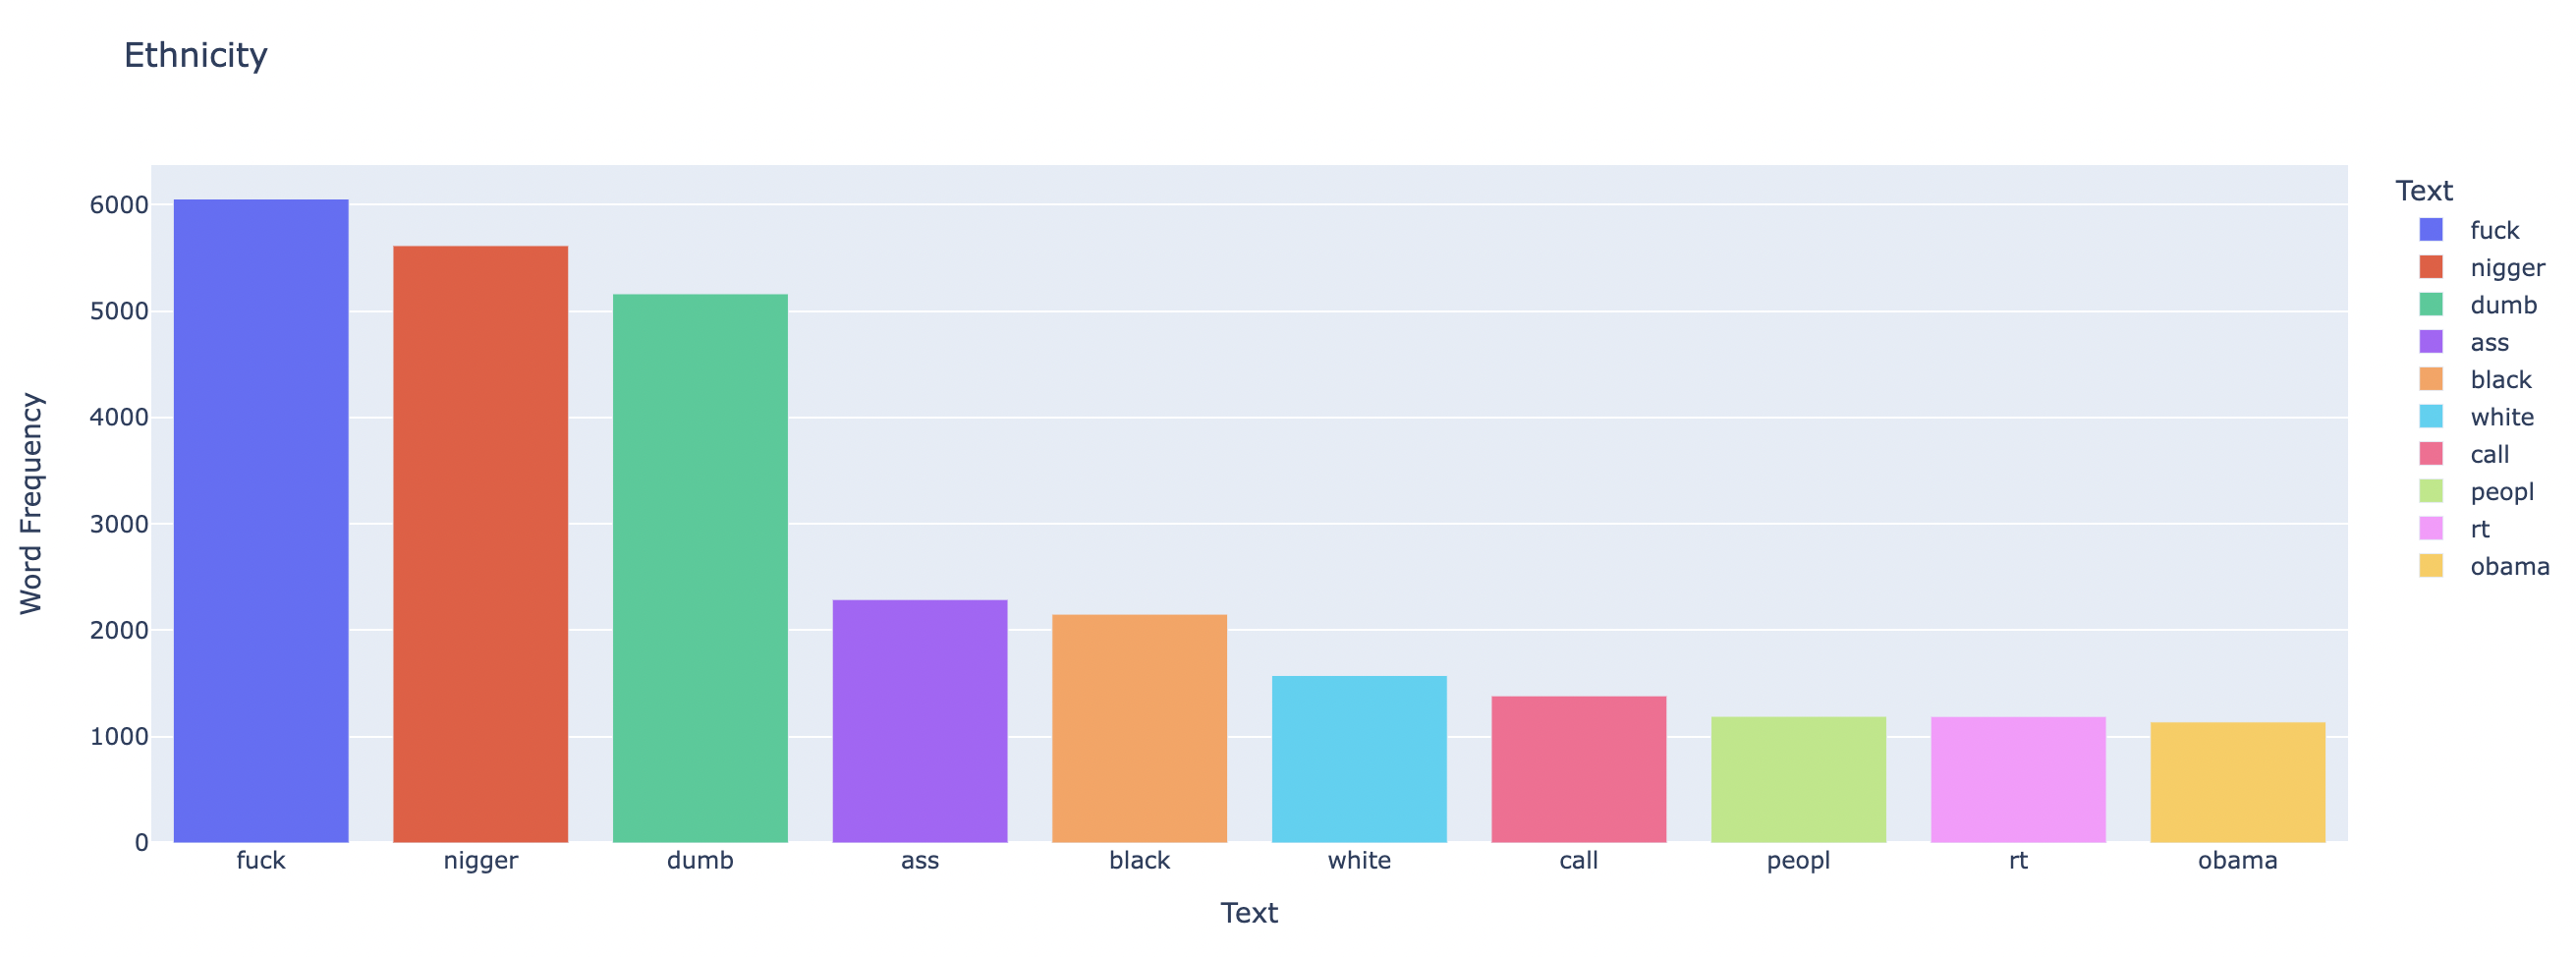 Ethnicity
6000
5000
4000
3000
2000
1000
0
Word Frequency
fuck nigger dumb ass black white call peopl rt obama
Text
Text
fuck
nigger
dumb
ass
black
white
call
peopl
rt
obama